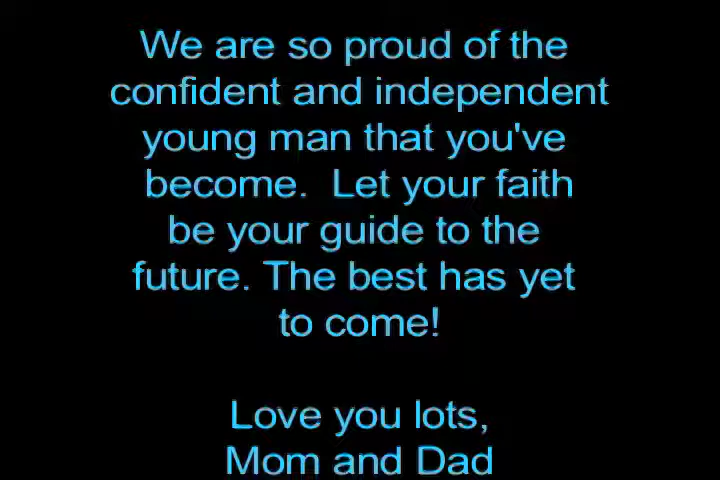 We are so proud of the
confident and independent
young man that you've
become.  Let your faith
be your guide to the
future. The best has yet
to come!
Love you lots,
Mom and Dad